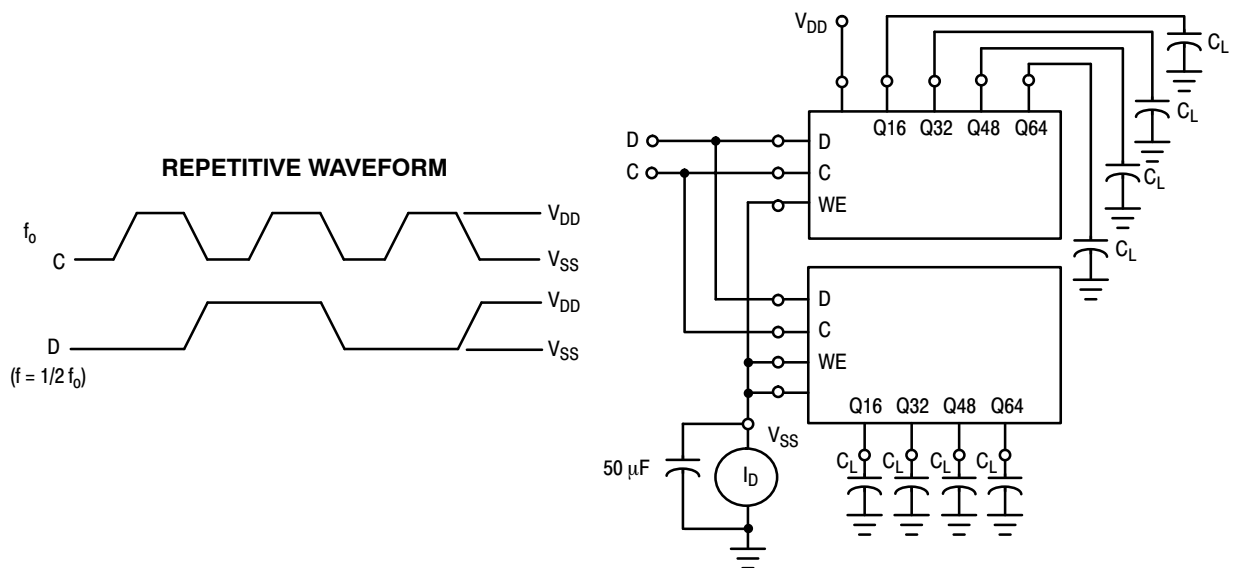 REPETITIVE WAVEFORM
f₀
C
V_DD
V_SS
D
(f = 1/2 f₀)
V_DD
V_SS
V_DD
C_L
C_L
C_L
C_L
Q16 Q32 Q48 Q64
D
D
C
C
WE
D
C
WE
Q16 Q32 Q48 Q64
V_SS
50 μF
I_D
C_L C_L C_L C_L